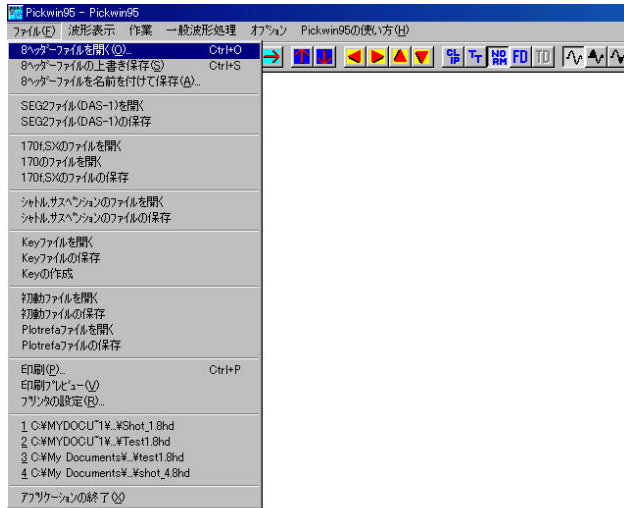 Pickwin95 - Pickwin95
ファイル(F) 波形表示 作業 一般波形処理 オプション Pickwin95の使い方(H)
8ヘッダーファイルを開く(O)... Ctrl+O
8ヘッダーファイルの上書き保存(S) Ctrl+S
8ヘッダーファイルを名前を付けて保存(A)...
CLIP TT NORM FD TD
SEG2ファイル(DAS-1)を開く
SEG2ファイル(DAS-1)の保存
170f,SXのファイルを開く
170のファイルを開く
170f,SXのファイルの保存
シャトル,サスペンションのファイルを開く
シャトル,サスペンションのファイルの保存
Keyファイルを開く
Keyファイルの保存
Keyの作成
初動ファイルを開く
初動ファイルの保存
Plotrefaファイルを開く
Plotrefaファイルの保存
印刷(P)... Ctrl+P
印刷プレビュー(V)
プリンタの設定(R)...
1 C:¥MYDOCU~1¥...¥Shot_1.8hd
2 C:¥MYDOCU~1¥...¥Test1.8hd
3 C:¥My Documents¥...¥test1.8hd
4 C:¥My Documents¥...¥shot_4.8hd
アプリケーションの終了(X)